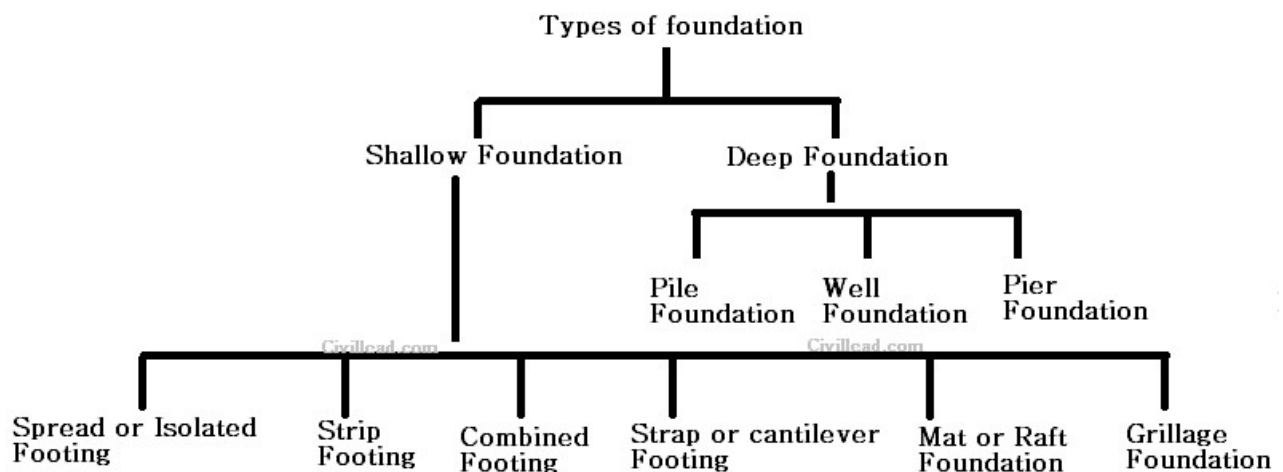 Types of foundation
Shallow Foundation
Deep Foundation
Pile
Foundation
Well
Foundation
Pier
Foundation
Civillead.com
Civillead.com
Spread or Isolated
Footing
Strip
Footing
Combined
Footing
Strap or cantilever
Footing
Mat or Raft
Foundation
Grillage
Foundation